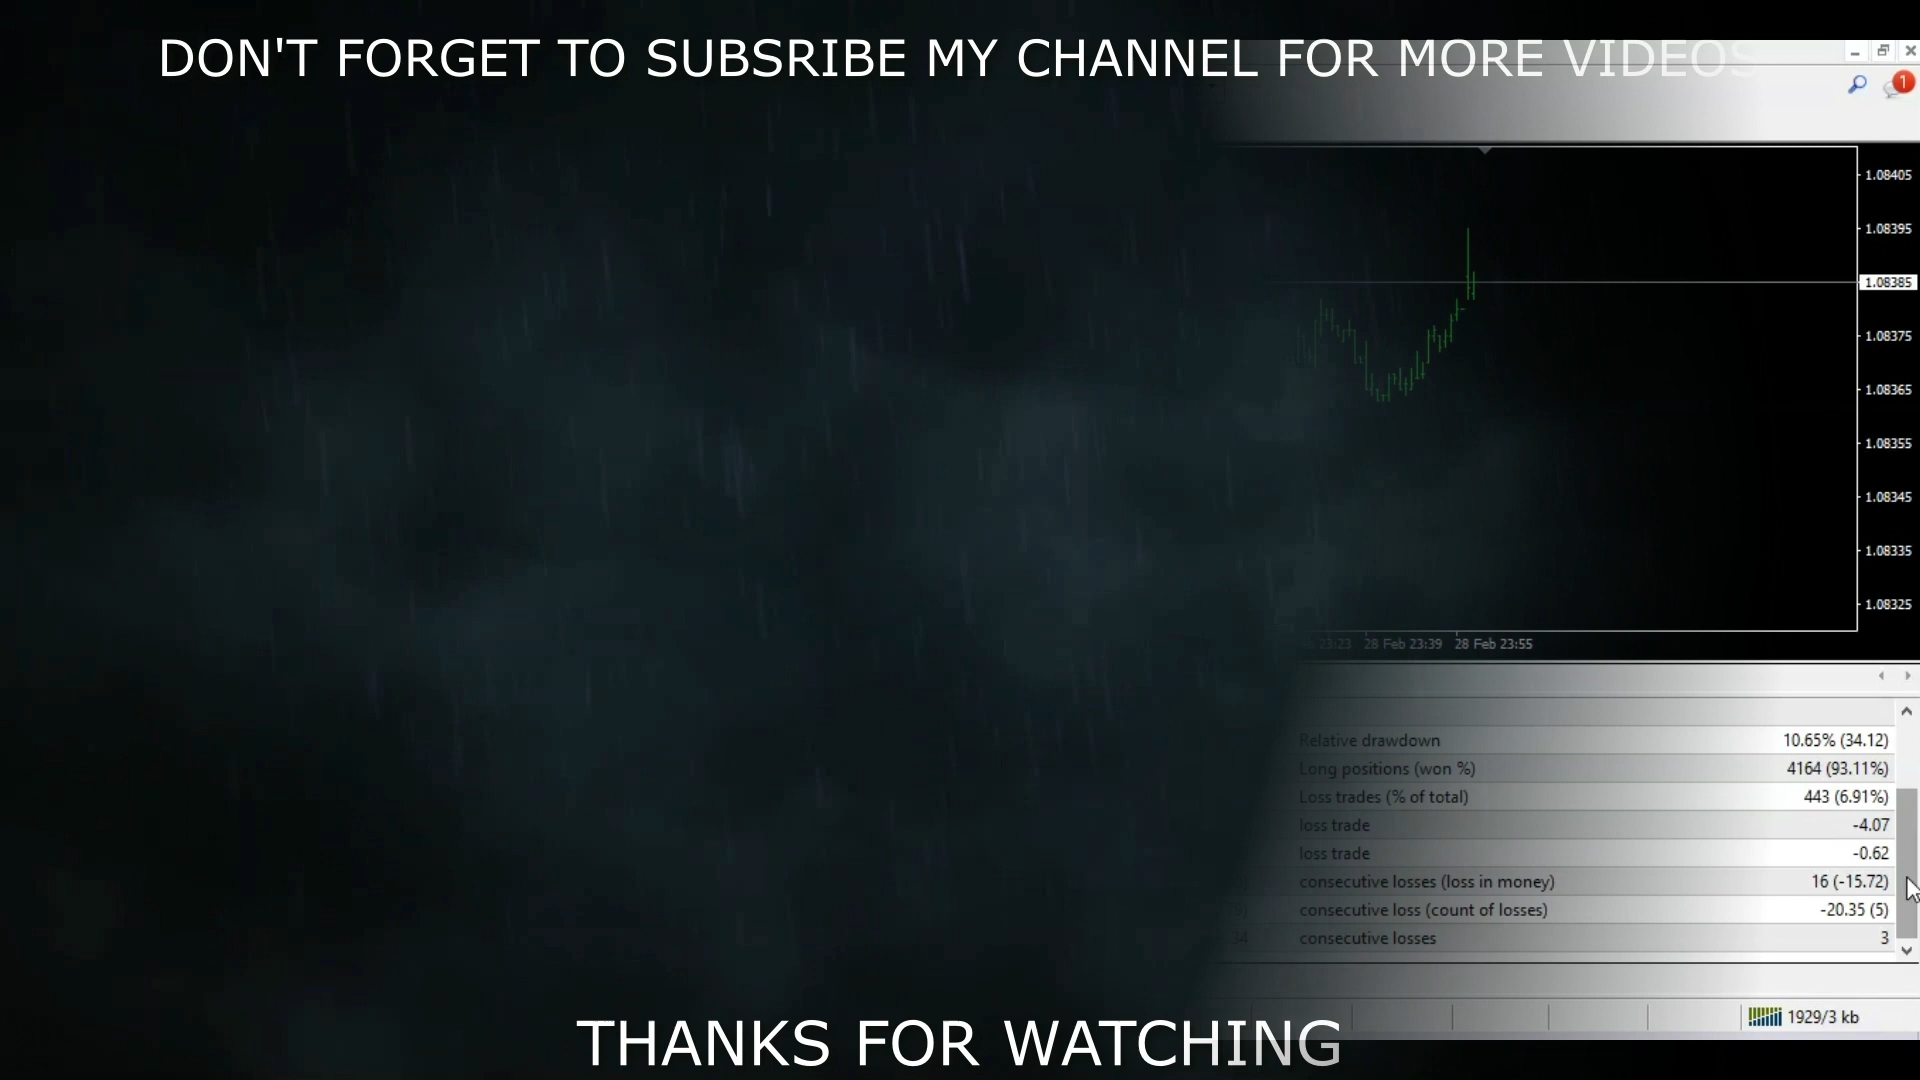 DON'T FORGET TO SUBSRIBE MY CHANNEL FOR MORE VIDEOS
1
1.08405
1.08395
1.08385
1.08375
1.08365
1.08355
1.08345
1.08335
1.08325
23:23 28 Feb 23:39 28 Feb 23:55
Relative drawdown 10.65% (34.12)
Long positions (won %) 4164 (93.11%)
Loss trades (% of total) 443 (6.91%)
loss trade -4.07
loss trade -0.62
consecutive losses (loss in money) 16 (-15.72)
consecutive loss (count of losses) -20.35 (5)
consecutive losses 3
1929/3 kb
THANKS FOR WATCHING